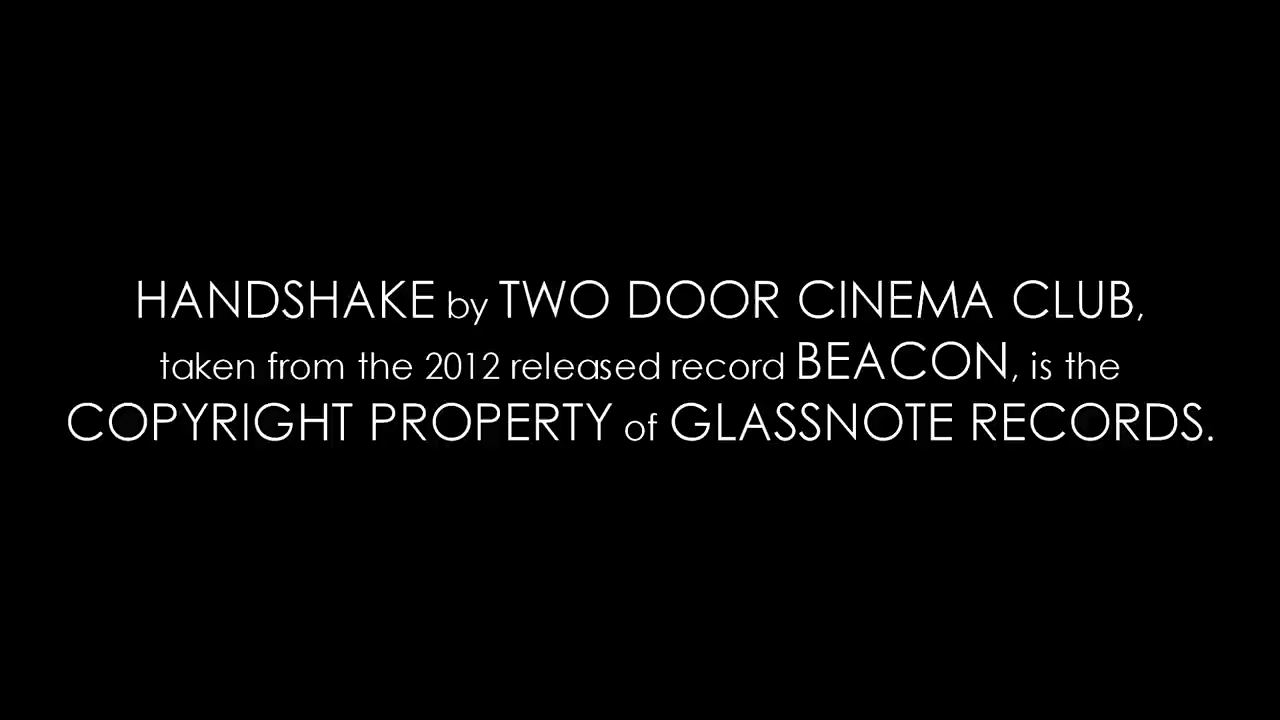 HANDSHAKE by TWO DOOR CINEMA CLUB,
taken from the 2012 released record BEACON, is the
COPYRIGHT PROPERTY of GLASSNOTE RECORDS.